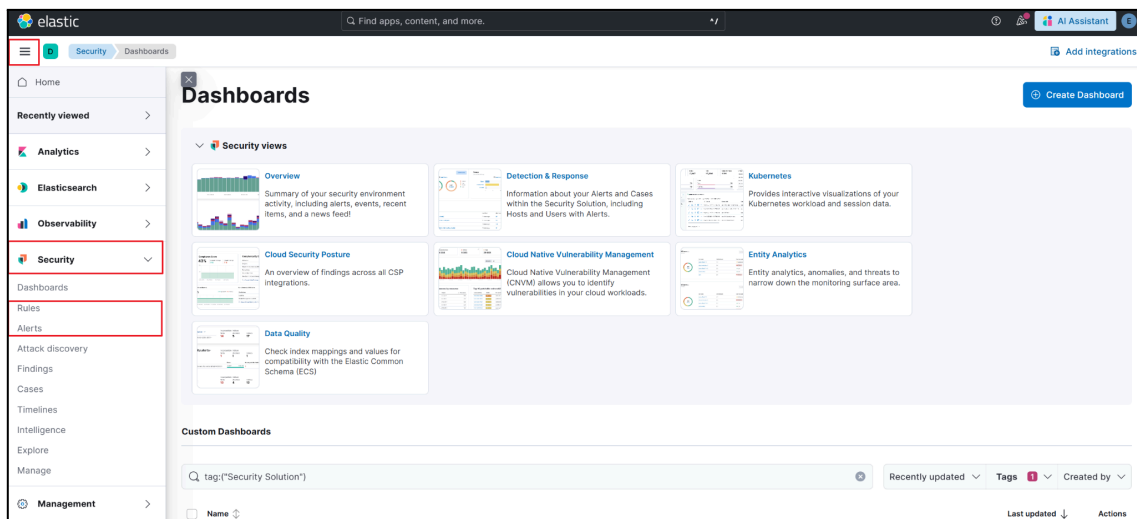 elastic
Find apps, content, and more.
^/
AI Assistant
E
D
Security
Dashboards
Add integrations
Home
Recently viewed
Analytics
Elasticsearch
Observability
Security
Dashboards
Rules
Alerts
Attack discovery
Findings
Cases
Timelines
Intelligence
Explore
Manage
Management
Dashboards
Create Dashboard
Security views
Overview
Summary of your security environment
activity, including alerts, events, recent
items, and a news feed!
Detection & Response
Information about your Alerts and Cases
within the Security Solution, including
Hosts and Users with Alerts.
Kubernetes
Provides interactive visualizations of your
Kubernetes workload and session data.
Cloud Security Posture
An overview of findings across all CSP
integrations.
Cloud Native Vulnerability Management
Cloud Native Vulnerability Management
(CNVM) allows you to identify
vulnerabilities in your cloud workloads.
Entity Analytics
Entity analytics, anomalies, and threats to
narrow down the monitoring surface area.
Data Quality
Check index mappings and values for
compatibility with the Elastic Common
Schema (ECS)
Custom Dashboards
tag:("Security Solution")
Recently updated
Tags 1
Created by
Name
Last updated
Actions